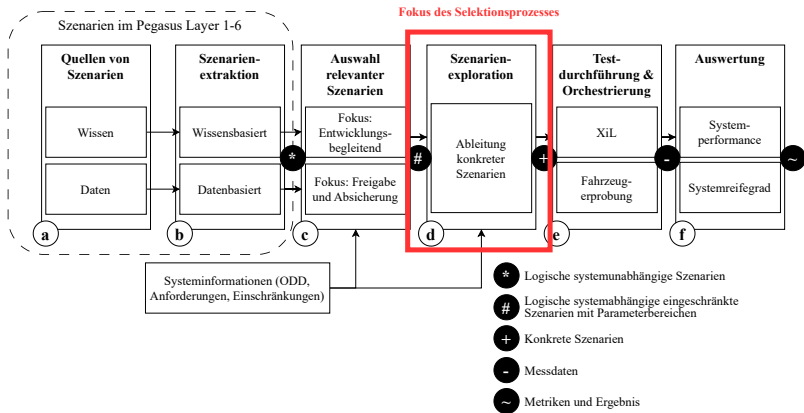 Fokus des Selektionsprozesses
Szenarien im Pegasus Layer 1-6
Quellen von
Szenarien
Wissen
Daten
a
Szenarien-
extraktion
Wissensbasiert
Datenbasiert
b
*
Auswahl
relevanter
Szenarien
Fokus:
Entwicklungs-
begleitend
Fokus: Freigabe
und Absicherung
c
#
Szenarien-
exploration
Ableitung
konkreter
Szenarien
d
+
Test-
durchführung &
Orchestrierung
XiL
Fahrzeug-
erprobung
e
-
Auswertung
System-
performance
Systemreifegrad
f
~
Systeminformationen (ODD,
Anforderungen, Einschränkungen)
* Logische systemunabhängige Szenarien
# Logische systemabhängige eingeschränkte
Szenarien mit Parameterbereichen
+ Konkrete Szenarien
- Messdaten
~ Metriken und Ergebnis